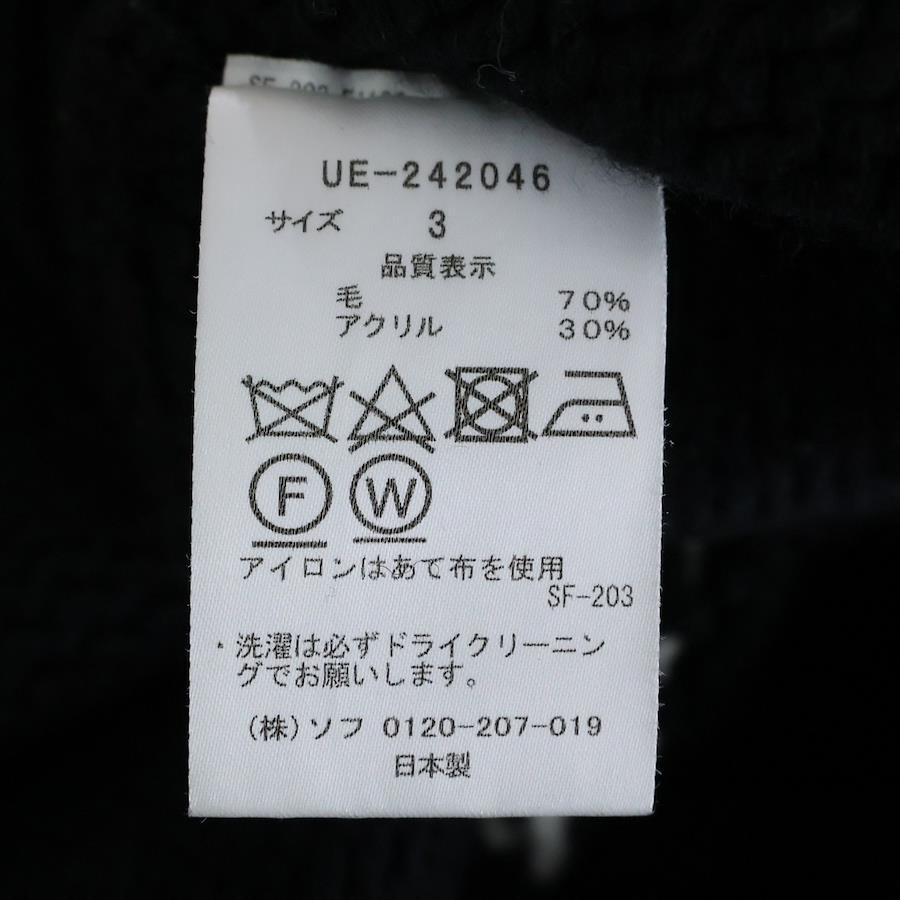 UE-242046
サイズ 3
品質表示
毛 70%
アクリル 30%
F W
アイロンはあて布を使用
SF-203
・洗濯は必ずドライクリーニン
グでお願いします。
(株)ソフ 0120-207-019
日本製